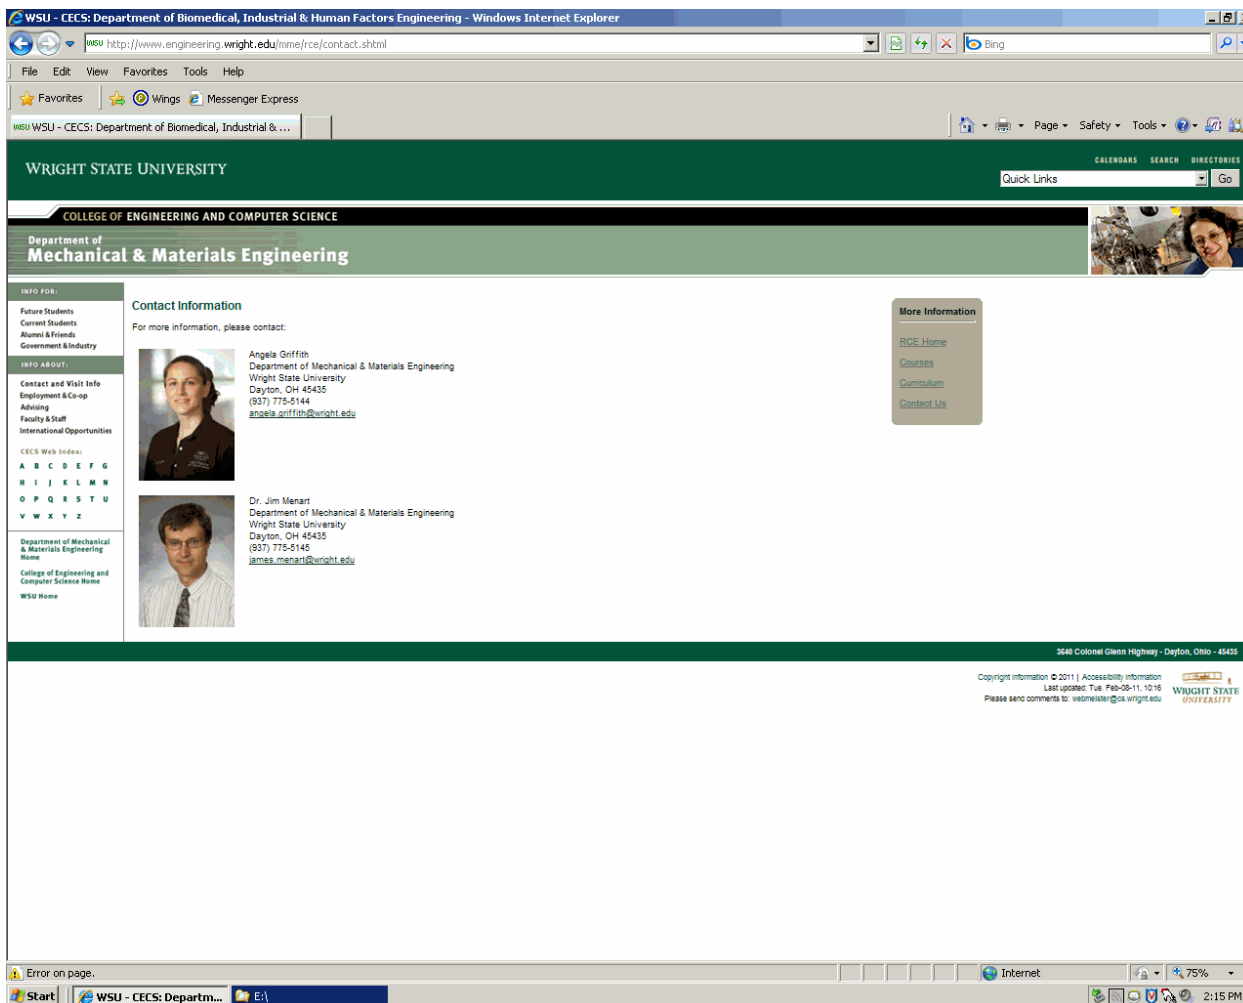 WSU - CECS: Department of Biomedical, Industrial & Human Factors Engineering - Windows Internet Explorer
WSU http://www.engineering.wright.edu/mme/rce/contact.shtml
Bing
File Edit View Favorites Tools Help
Favorites Wings Messenger Express
WSU WSU - CECS: Department of Biomedical, Industrial & ...
Page Safety Tools
WRIGHT STATE UNIVERSITY
CALENDARS SEARCH DIRECTORIES
Quick Links Go
COLLEGE OF ENGINEERING AND COMPUTER SCIENCE
Department of
Mechanical & Materials Engineering
INFO FOR:
Future Students
Current Students
Alumni & Friends
Government & Industry
INFO ABOUT:
Contact and Visit Info
Employment & Co-op
Advising
Faculty & Staff
International Opportunities
CECS Web Index:
A B C D E F G
H I J K L M N
O P Q R S T U
V W X Y Z
Department of Mechanical
& Materials Engineering
Home
College of Engineering and
Computer Science Home
WSU Home
Contact Information
For more information, please contact:
Angela Griffith
Department of Mechanical & Materials Engineering
Wright State University
Dayton, OH 45435
(937) 775-5144
angela.griffith@wright.edu
Dr. Jim Menart
Department of Mechanical & Materials Engineering
Wright State University
Dayton, OH 45435
(937) 775-5145
james.menart@wright.edu
More Information
RCE Home
Courses
Curriculum
Contact Us
3640 Colonel Glenn Highway - Dayton, Ohio - 45435
Copyright Information © 2011 | Accessibility Information
Last updated: Tue. Feb-08-11, 10:16
Please send comments to: webmeister@cs.wright.edu
WRIGHT STATE
UNIVERSITY
Error on page.
Internet
75%
Start
WSU - CECS: Departm...
E:\
2:15 PM